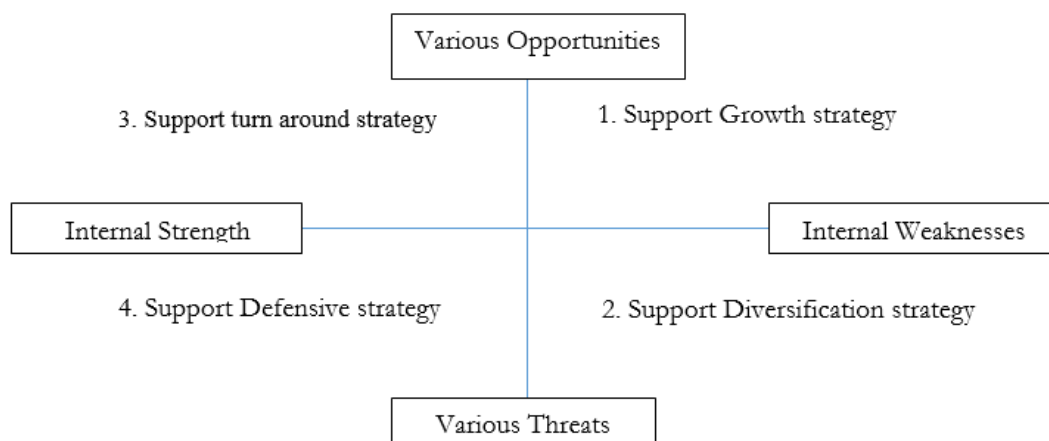 Various Opportunities
3. Support turn around strategy
1. Support Growth strategy
Internal Strength
Internal Weaknesses
4. Support Defensive strategy
2. Support Diversification strategy
Various Threats